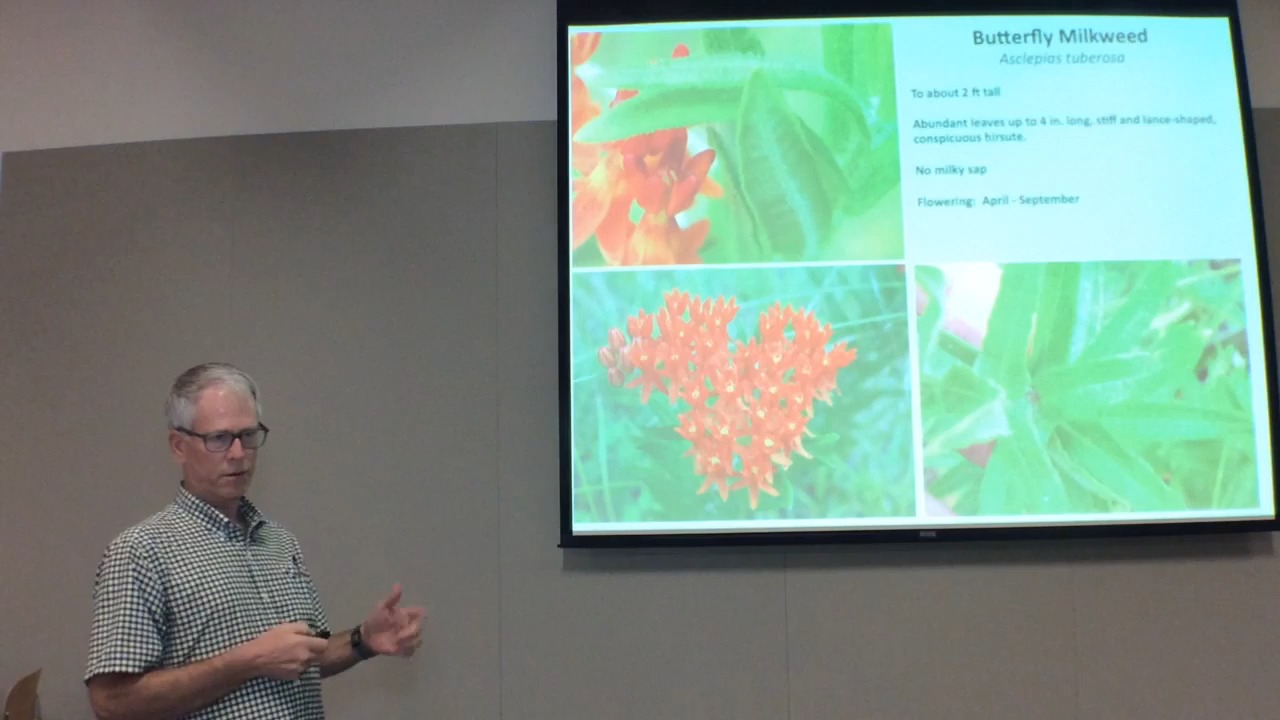 Butterfly Milkweed
Asclepias tuberosa
To about 2 ft tall
Abundant leaves up to 4 in. long, stiff and lance-shaped,
conspicuous hirsute.
No milky sap
Flowering: April - September